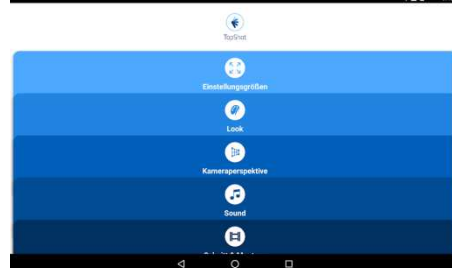 TopShot
Einstellungsgrößen
Look
Kameraperspektive
Sound